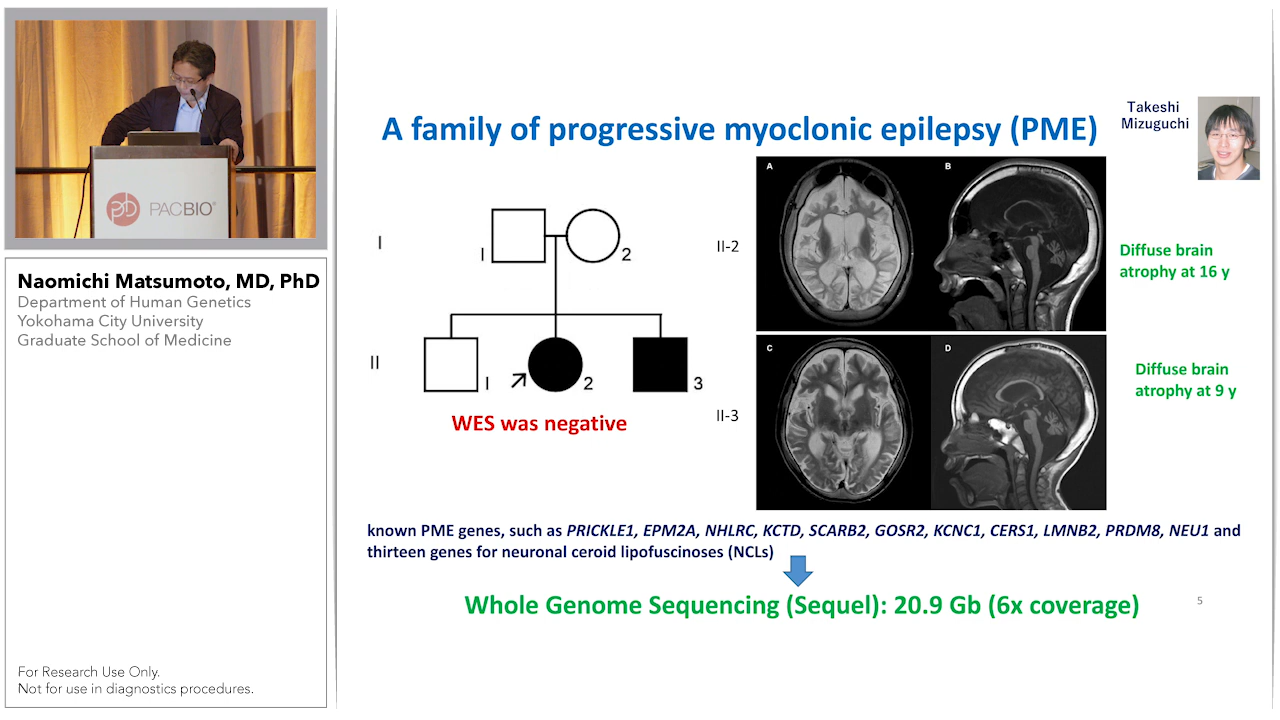 PACBIO®
Naomichi Matsumoto, MD, PhD
Department of Human Genetics
Yokohama City University
Graduate School of Medicine
For Research Use Only.
Not for use in diagnostics procedures.
A family of progressive myoclonic epilepsy (PME)
Takeshi
Mizuguchi
I
1
2
II
1
2
3
WES was negative
II-2
A
B
Diffuse brain
atrophy at 16 y
II-3
C
D
Diffuse brain
atrophy at 9 y
known PME genes, such as PRICKLE1, EPM2A, NHLRC, KCTD, SCARB2, GOSR2, KCNC1, CERS1, LMNB2, PRDM8, NEU1 and
thirteen genes for neuronal ceroid lipofuscinoses (NCLs)
Whole Genome Sequencing (Sequel): 20.9 Gb (6x coverage)
5